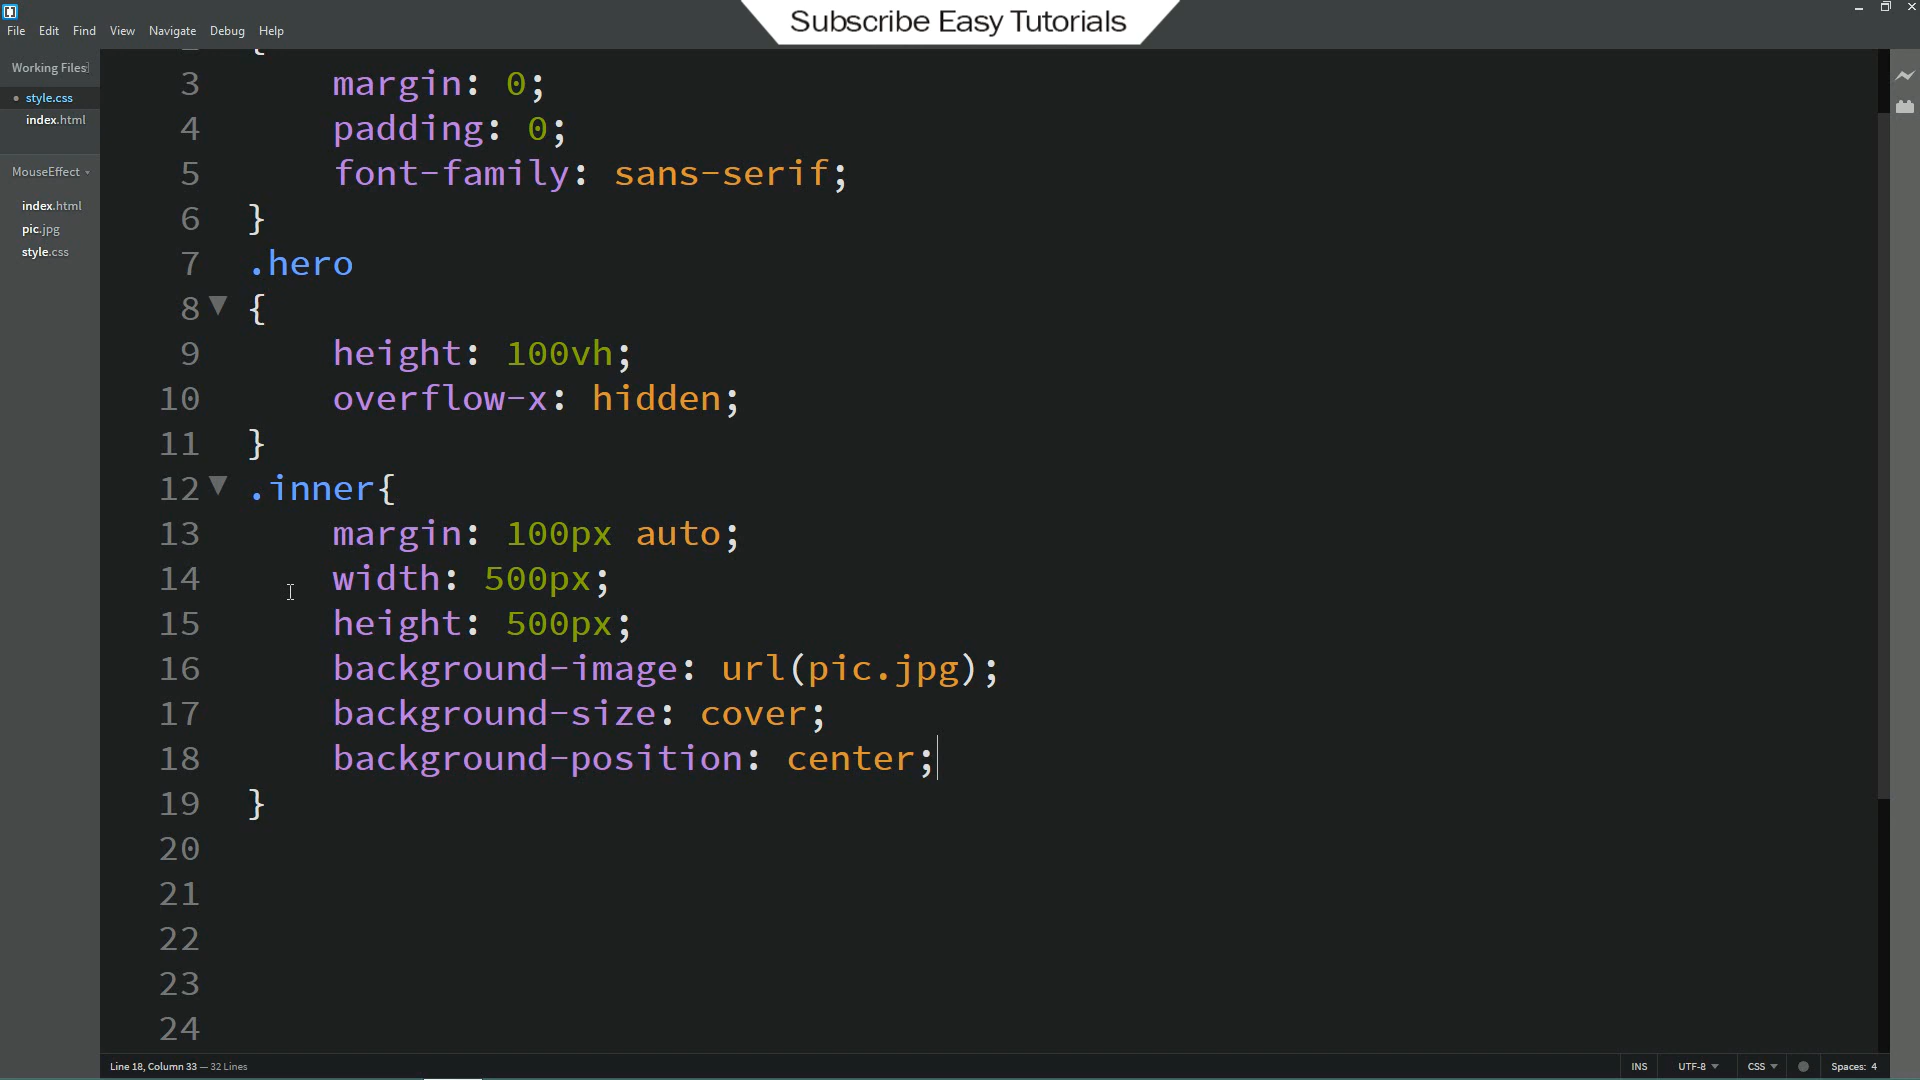 Subscribe Easy Tutorials
File Edit Find View Navigate Debug Help
Working Files
style.css
index.html
MouseEffect
index.html
pic.jpg
style.css
{
3 margin: 0;
4 padding: 0;
5 font-family: sans-serif;
6 }
7 .hero
8 {
9 height: 100vh;
10 overflow-x: hidden;
11 }
12 .inner{
13 margin: 100px auto;
14 width: 500px;
15 height: 500px;
16 background-image: url(pic.jpg);
17 background-size: cover;
18 background-position: center;
19 }
20
21
22
23
24
Line 18, Column 33 — 32 Lines INS UTF-8 CSS Spaces: 4